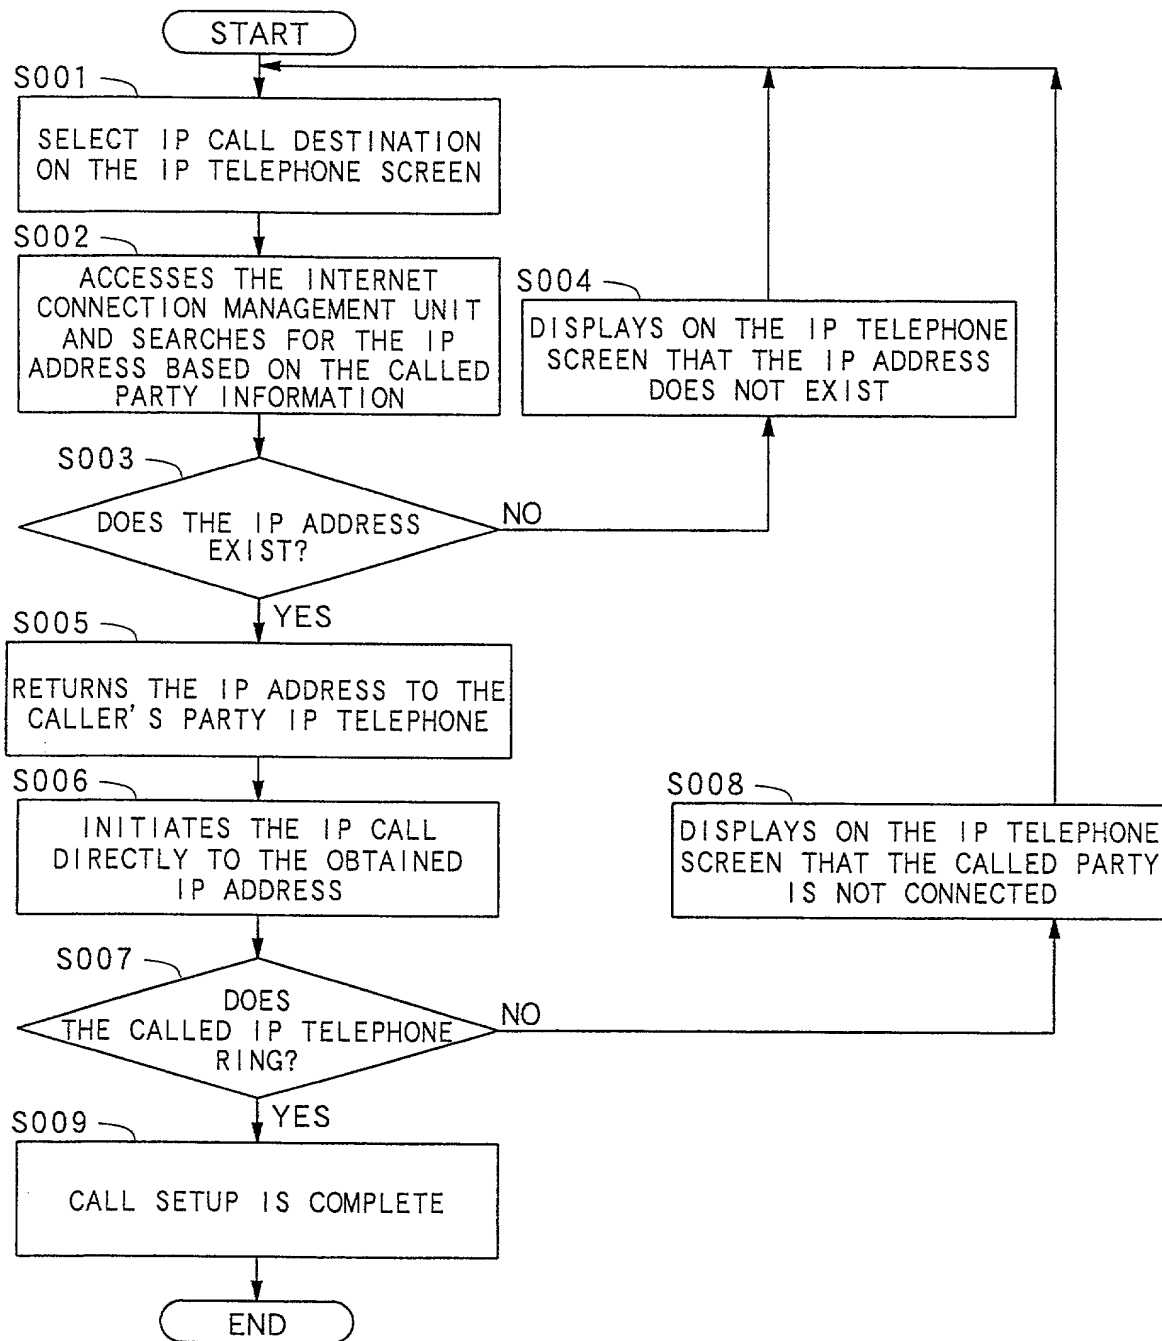 START
S001
SELECT IP CALL DESTINATION
ON THE IP TELEPHONE SCREEN
S002
ACCESSES THE INTERNET
CONNECTION MANAGEMENT UNIT
AND SEARCHES FOR THE IP
ADDRESS BASED ON THE CALLED
PARTY INFORMATION
S004
DISPLAYS ON THE IP TELEPHONE
SCREEN THAT THE IP ADDRESS
DOES NOT EXIST
S003
DOES THE IP ADDRESS
EXIST?
NO
YES
S005
RETURNS THE IP ADDRESS TO THE
CALLER'S PARTY IP TELEPHONE
S006
INITIATES THE IP CALL
DIRECTLY TO THE OBTAINED
IP ADDRESS
S008
DISPLAYS ON THE IP TELEPHONE
SCREEN THAT THE CALLED PARTY
IS NOT CONNECTED
S007
DOES
THE CALLED IP TELEPHONE
RING?
NO
YES
S009
CALL SETUP IS COMPLETE
END